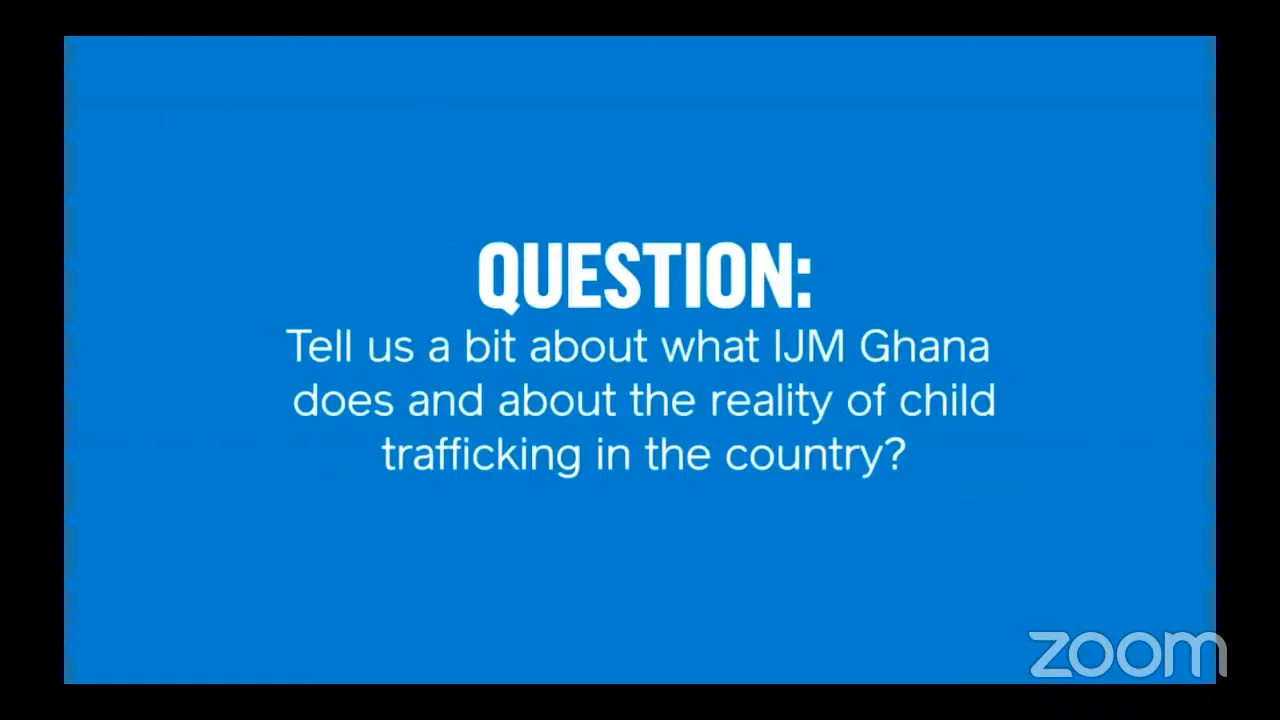 QUESTION:
Tell us a bit about what IJM Ghana
does and about the reality of child
trafficking in the country?
zoom